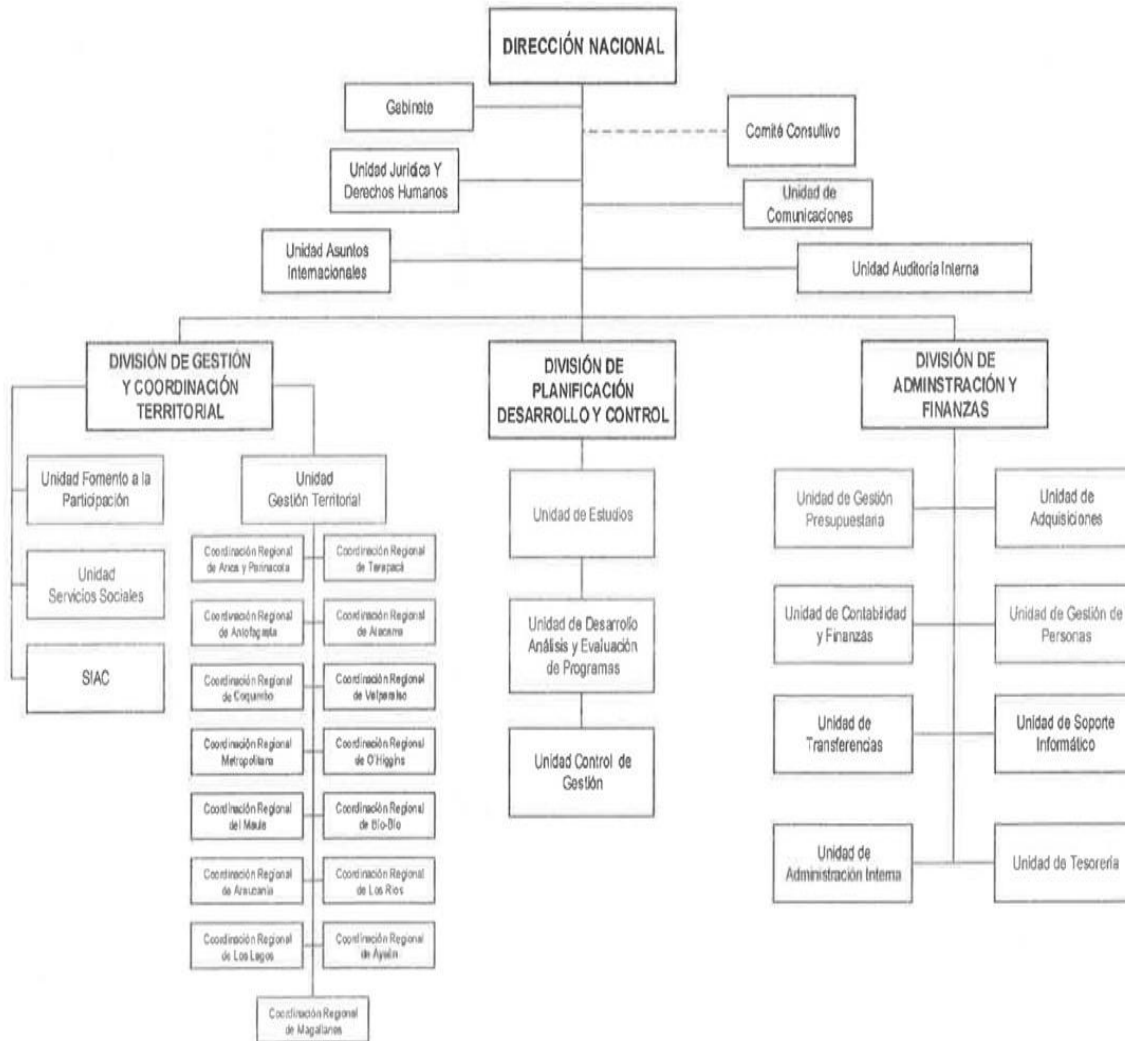 DIRECCIÓN NACIONAL
Gabinete
Comité Consultivo
Unidad Jurídica Y
Derechos Humanos
Unidad de
Comunicaciones
Unidad Asuntos
Internacionales
Unidad Auditoría Interna
DIVISIÓN DE GESTIÓN
Y COORDINACIÓN
TERRITORIAL
Unidad Fomento a la
Participación
Unidad
Servicios Sociales
SIAC
Unidad
Gestión Territorial
Coordinación Regional
de Arica y Parinacota
Coordinación Regional
de Tarapacá
Coordinación Regional
de Antofagasta
Coordinación Regional
de Atacama
Coordinación Regional
de Coquimbo
Coordinación Regional
de Valparaíso
Coordinación Regional
Metropolitana
Coordinación Regional
de O'Higgins
Coordinación Regional
del Maule
Coordinación Regional
de Bío-Bío
Coordinación Regional
de Araucanía
Coordinación Regional
de Los Ríos
Coordinación Regional
de Los Lagos
Coordinación Regional
de Aysén
Coordinación Regional
de Magallanes
DIVISIÓN DE
PLANIFICACIÓN
DESARROLLO Y CONTROL
Unidad de Estudios
Unidad de Desarrollo
Análisis y Evaluación
de Programas
Unidad Control de
Gestión
DIVISIÓN DE
ADMINSTRACIÓN Y
FINANZAS
Unidad de Gestión
Presupuestaria
Unidad de
Adquisiciones
Unidad de Contabilidad
y Finanzas
Unidad de Gestión de
Personas
Unidad de
Transferencias
Unidad de Soporte
Informático
Unidad de
Administración Interna
Unidad de Tesorería